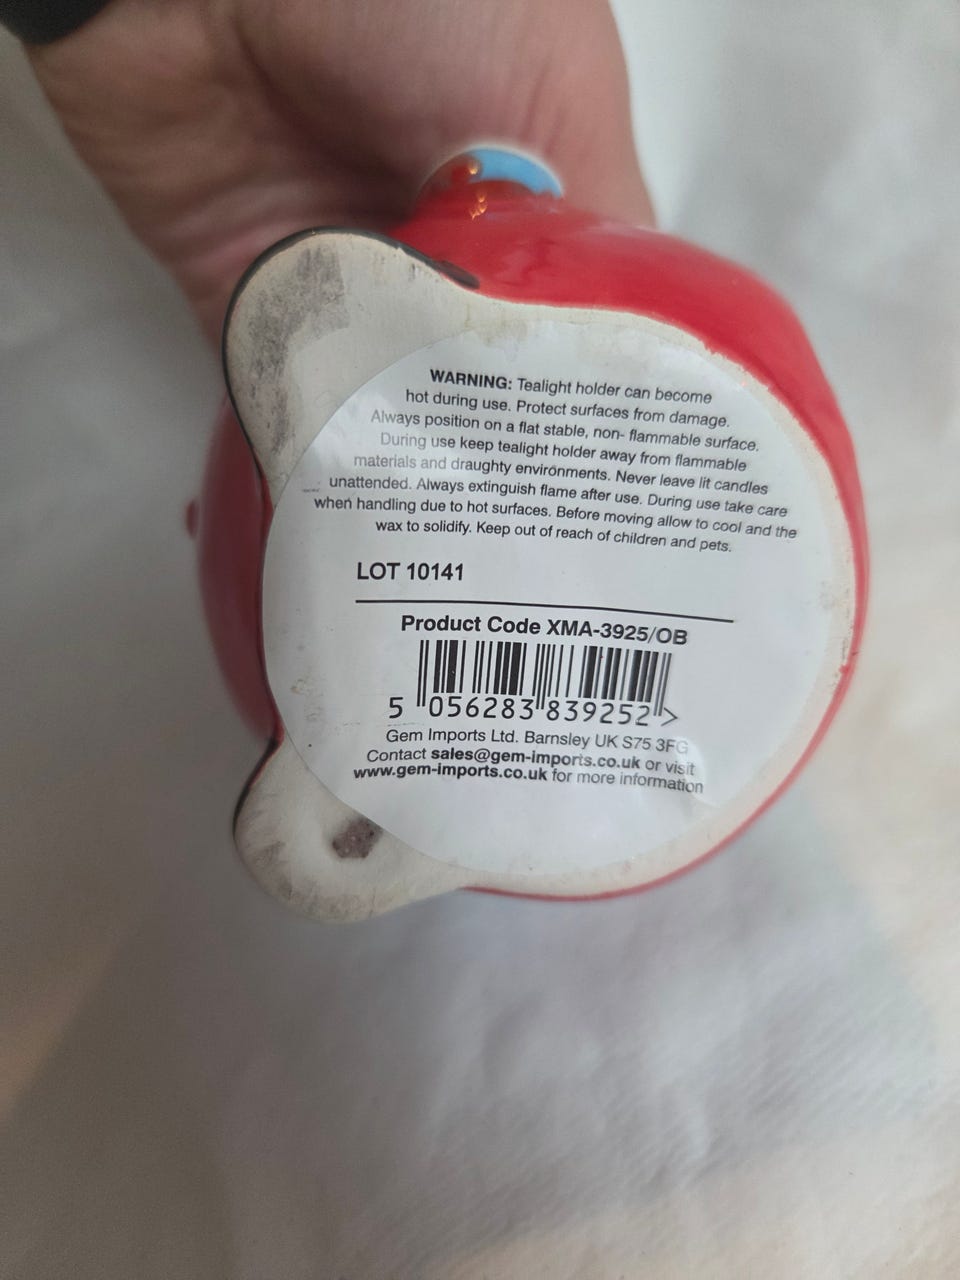 WARNING: Tealight holder can become
hot during use. Protect surfaces from damage.
Always position on a flat stable, non- flammable surface.
During use keep tealight holder away from flammable
materials and draughty environments. Never leave lit candles
unattended. Always extinguish flame after use. During use take care
when handling due to hot surfaces. Before moving allow to cool and the
wax to solidify. Keep out of reach of children and pets.
LOT 10141
Product Code XMA-3925/OB
5 056283 839252 >
Gem Imports Ltd. Barnsley UK S75 3FG
Contact sales@gem-imports.co.uk or visit
www.gem-imports.co.uk for more information